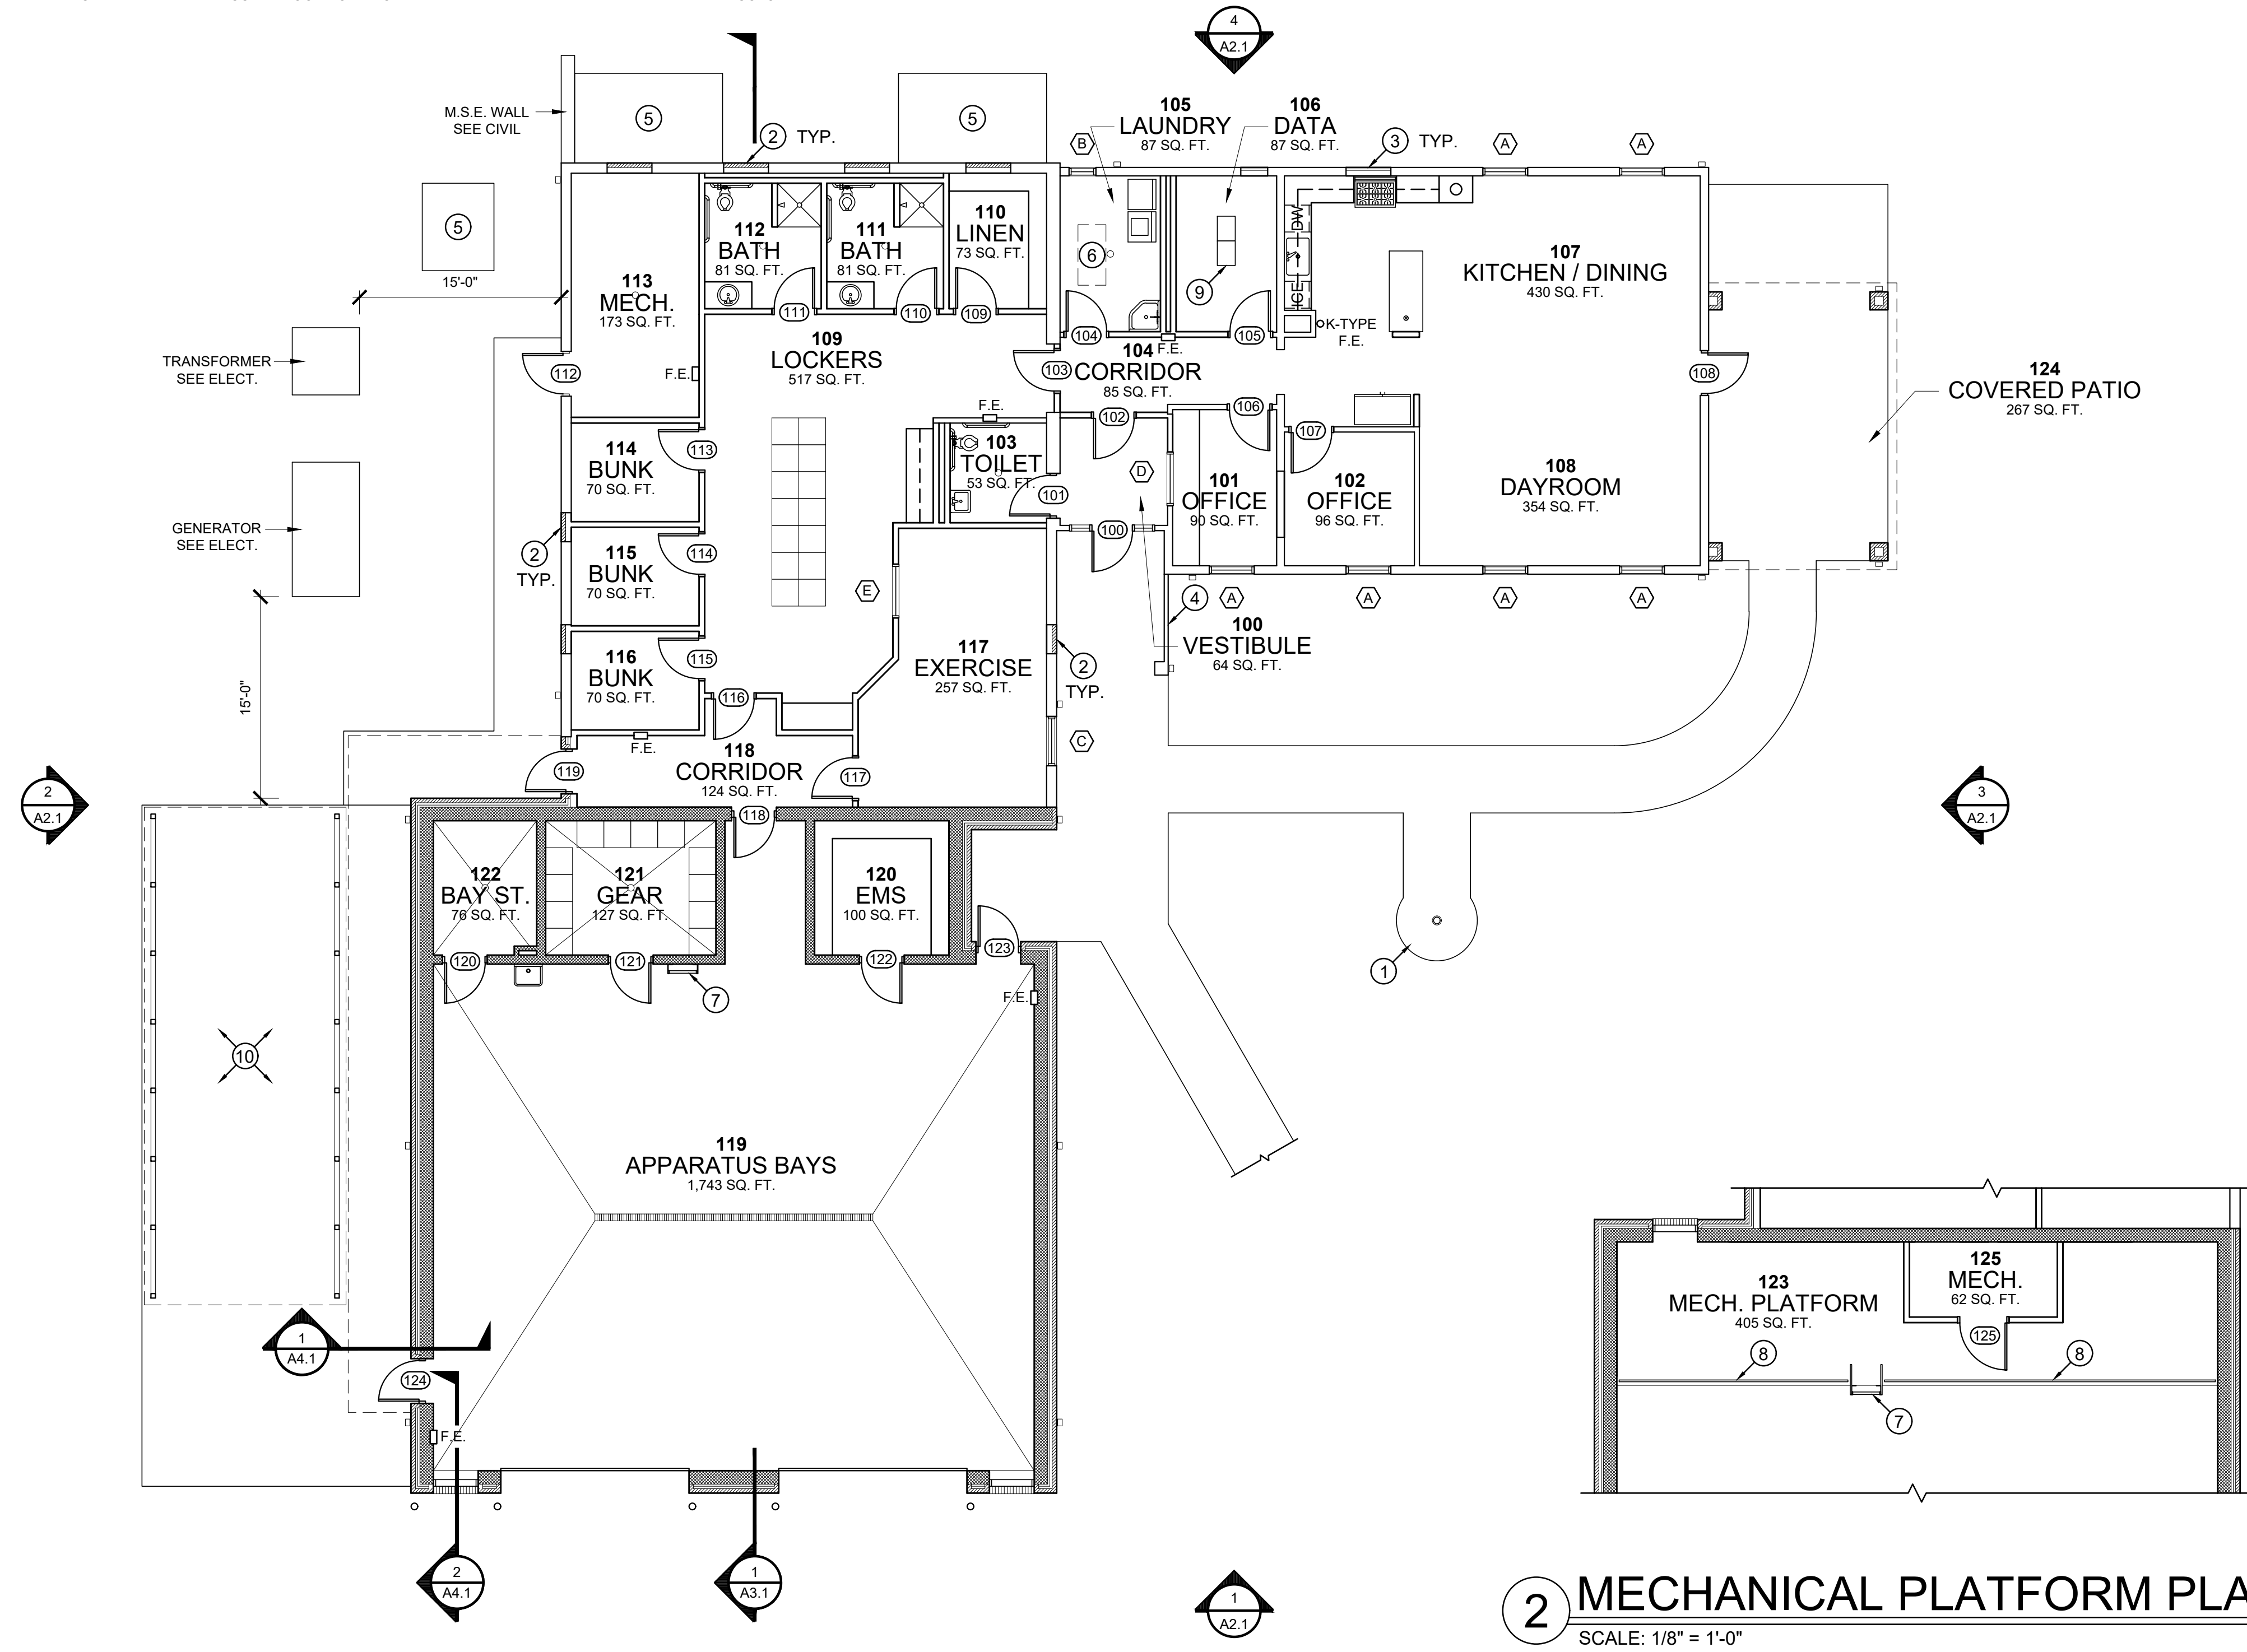 4
A2.1
M.S.E. WALL
SEE CIVIL
5
5
2 TYP.
105
LAUNDRY
87 SQ. FT.
106
DATA
87 SQ. FT.
3 TYP.
B
A
A
5
15'-0"
112
BATH
81 SQ. FT.
111
BATH
81 SQ. FT.
110
LINEN
73 SQ. FT.
6
9
DW
ICE
K-TYPE
F.E.
107
KITCHEN / DINING
430 SQ. FT.
113
MECH.
173 SQ. FT.
111
110
109
104
105
F.E.
TRANSFORMER
SEE ELECT.
112
F.E.
109
LOCKERS
517 SQ. FT.
103
104
CORRIDOR
85 SQ. FT.
108
124
COVERED PATIO
267 SQ. FT.
F.E.
102
106
107
114
BUNK
70 SQ. FT.
113
103
TOILET
53 SQ. FT.
101
D
101
OFFICE
90 SQ. FT.
102
OFFICE
96 SQ. FT.
108
DAYROOM
354 SQ. FT.
GENERATOR
SEE ELECT.
2
TYP.
100
115
BUNK
70 SQ. FT.
114
E
4
A
A
A
A
100
VESTIBULE
64 SQ. FT.
15'-0"
116
BUNK
70 SQ. FT.
115
117
EXERCISE
257 SQ. FT.
2
TYP.
116
C
F.E.
118
CORRIDOR
124 SQ. FT.
119
117
2
A2.1
3
A2.1
118
122
BAY ST.
76 SQ. FT.
121
GEAR
127 SQ. FT.
120
EMS
100 SQ. FT.
123
120
121
122
1
7
F.E.
10
119
APPARATUS BAYS
1,743 SQ. FT.
123
MECH. PLATFORM
405 SQ. FT.
125
MECH.
62 SQ. FT.
125
8
8
7
1
A4.1
124
F.E.
2
A4.1
1
A3.1
1
A2.1
2 MECHANICAL PLATFORM PLA
SCALE: 1/8" = 1'-0"